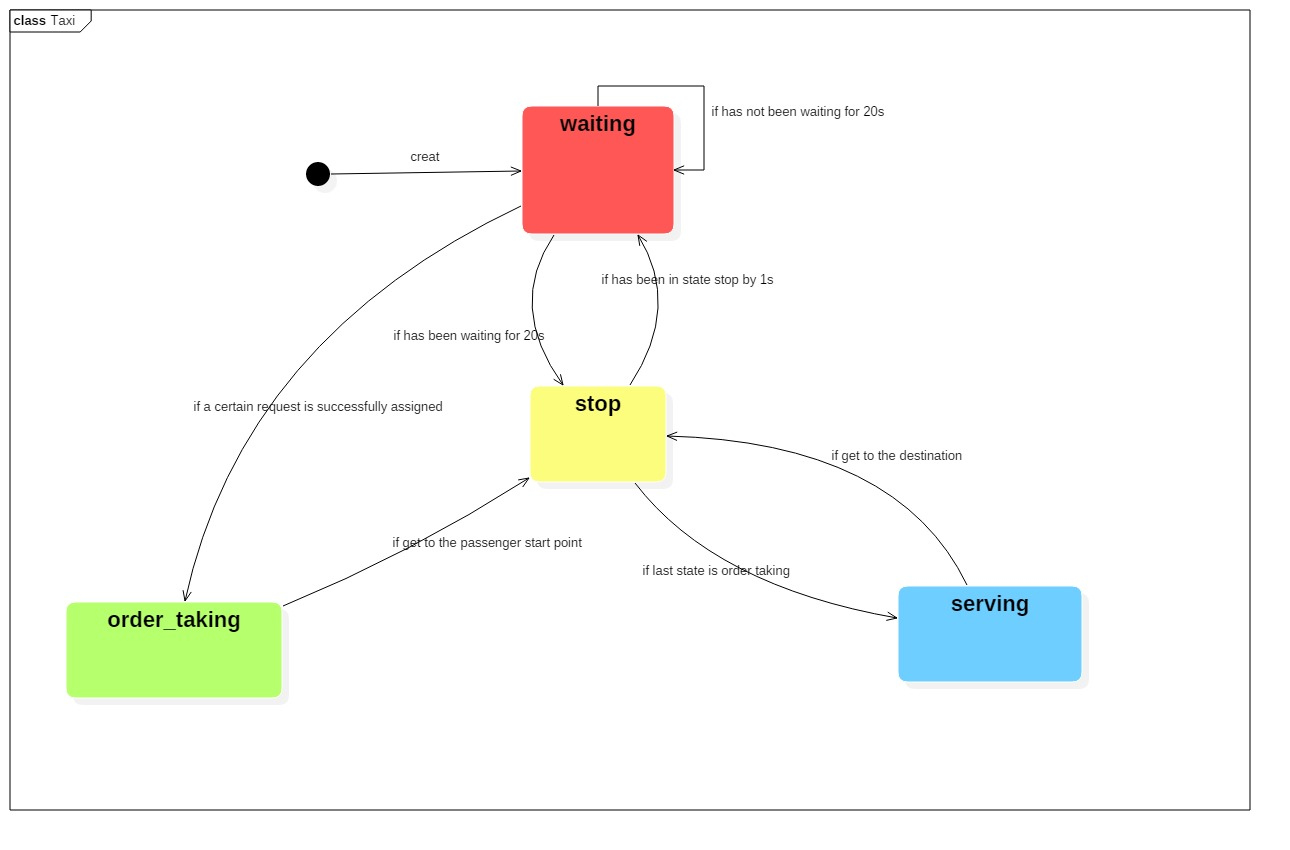 class Taxi
waiting
if has not been waiting for 20s
creat
if has been in state stop by 1s
if has been waiting for 20s
stop
if a certain request is successfully assigned
if get to the destination
if get to the passenger start point
if last state is order taking
serving
order_taking